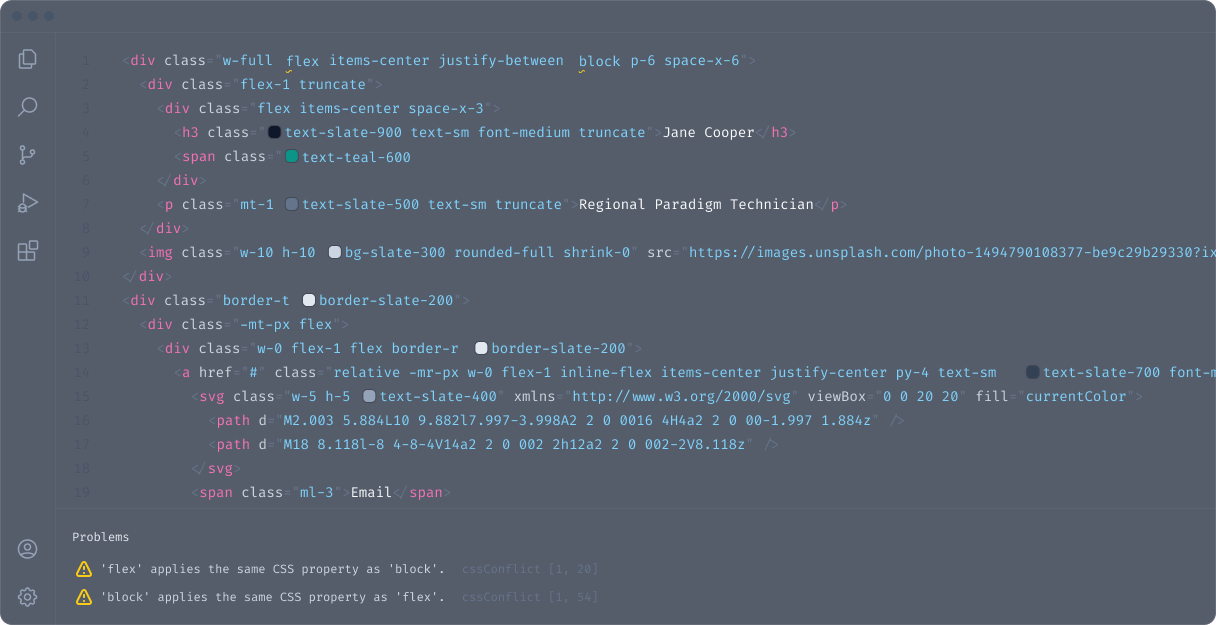 1 <div class="w-full flex items-center justify-between block p-6 space-x-6">
2 <div class="flex-1 truncate">
3 <div class="flex items-center space-x-3">
4 <h3 class="text-slate-900 text-sm font-medium truncate">Jane Cooper</h3>
5 <span class="text-teal-600
6 </div>
7 <p class="mt-1 text-slate-500 text-sm truncate">Regional Paradigm Technician</p>
8 </div>
9 <img class="w-10 h-10 bg-slate-300 rounded-full shrink-0" src="https://images.unsplash.com/photo-1494790108377-be9c29b29330?ix
10 </div>
11 <div class="border-t border-slate-200">
12 <div class="-mt-px flex">
13 <div class="w-0 flex-1 flex border-r border-slate-200">
14 <a href="#" class="relative -mr-px w-0 flex-1 inline-flex items-center justify-center py-4 text-sm text-slate-700 font-m
15 <svg class="w-5 h-5 text-slate-400" xmlns="http://www.w3.org/2000/svg" viewBox="0 0 20 20" fill="currentColor">
16 <path d="M2.003 5.884L10 9.882l7.997-3.998A2 2 0 0016 4H4a2 2 0 00-1.997 1.884z" />
17 <path d="M18 8.118l-8 4-8-4V14a2 2 0 002 2h12a2 2 0 002-2V8.118z" />
18 </svg>
19 <span class="ml-3">Email</span>
Problems
'flex' applies the same CSS property as 'block'. cssConflict [1, 20]
'block' applies the same CSS property as 'flex'. cssConflict [1, 54]